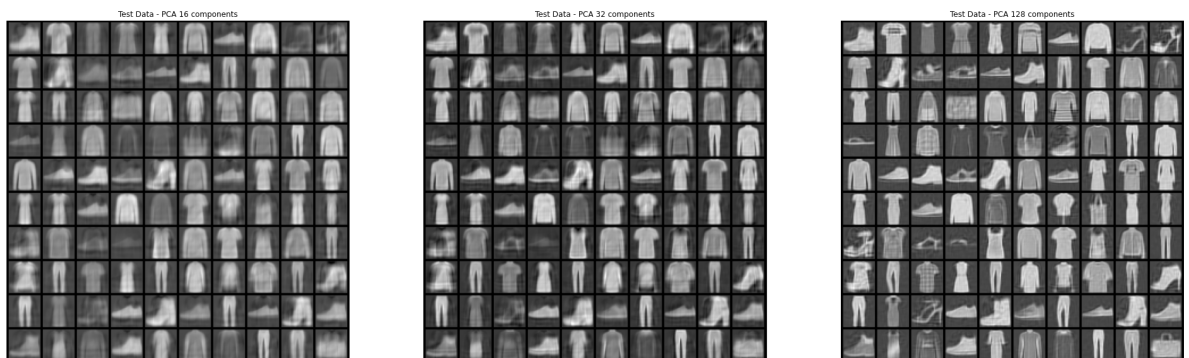 Test Data - PCA 16 components
Test Data - PCA 32 components
Test Data - PCA 128 components